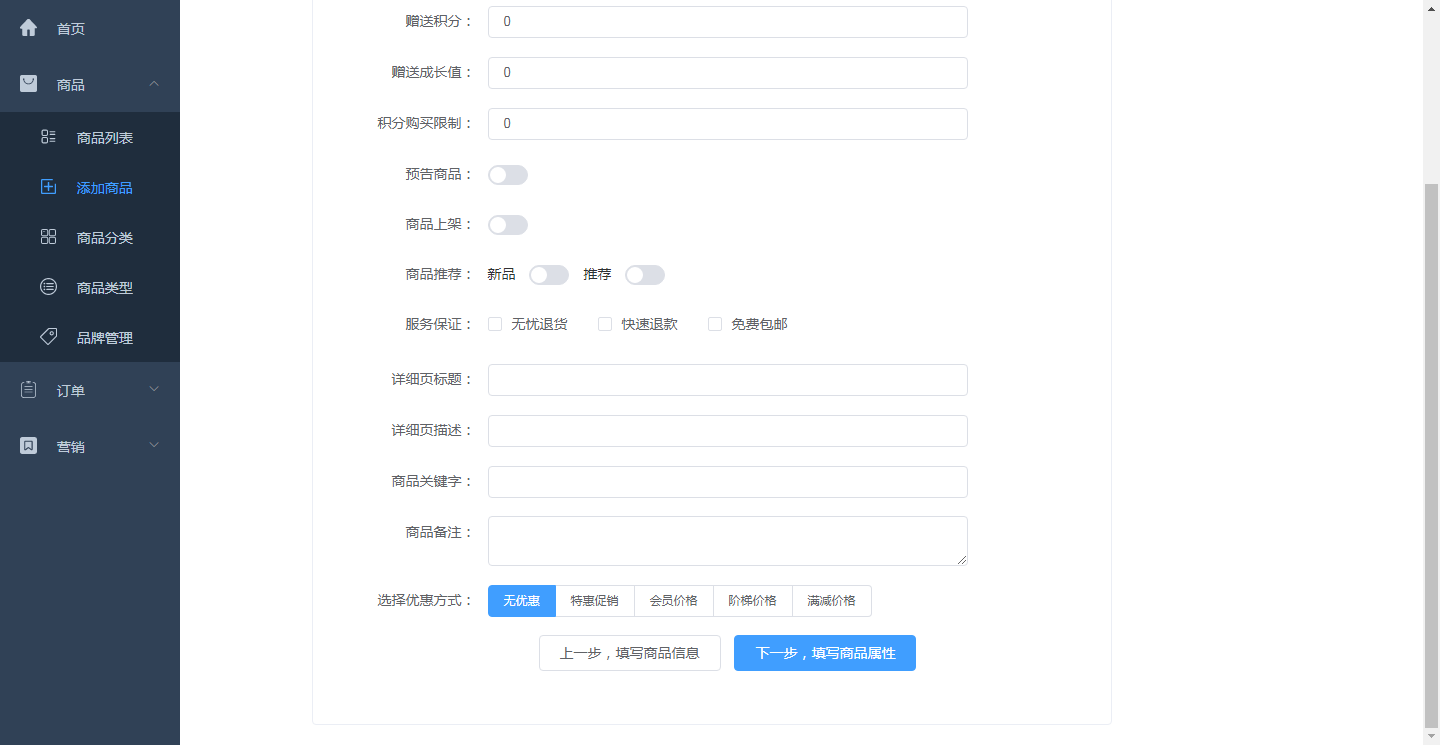 首页
商品
商品列表
添加商品
商品分类
商品类型
品牌管理
订单
营销
赠送积分： 0
赠送成长值： 0
积分购买限制： 0
预告商品：
商品上架：
商品推荐： 新品 推荐
服务保证： 无忧退货 快速退款 免费包邮
详细页标题：
详细页描述：
商品关键字：
商品备注：
选择优惠方式： 无优惠 特惠促销 会员价格 阶梯价格 满减价格
上一步，填写商品信息 下一步，填写商品属性